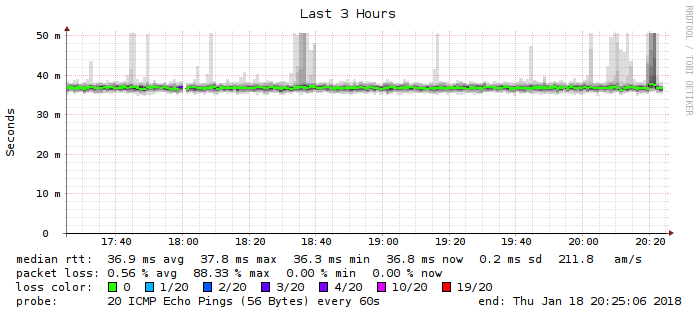 Last 3 Hours
RRDTOOL / TOBI OETIKER
Seconds
50 m
40 m
30 m
20 m
10 m
0
17:40 18:00 18:20 18:40 19:00 19:20 19:40 20:00 20:20
median rtt: 36.9 ms avg 37.8 ms max 36.3 ms min 36.8 ms now 0.2 ms sd 211.8 am/s
packet loss: 0.56 % avg 88.33 % max 0.00 % min 0.00 % now
loss color: 0 1/20 2/20 3/20 4/20 10/20 19/20
probe: 20 ICMP Echo Pings (56 Bytes) every 60s end: Thu Jan 18 20:25:06 2018